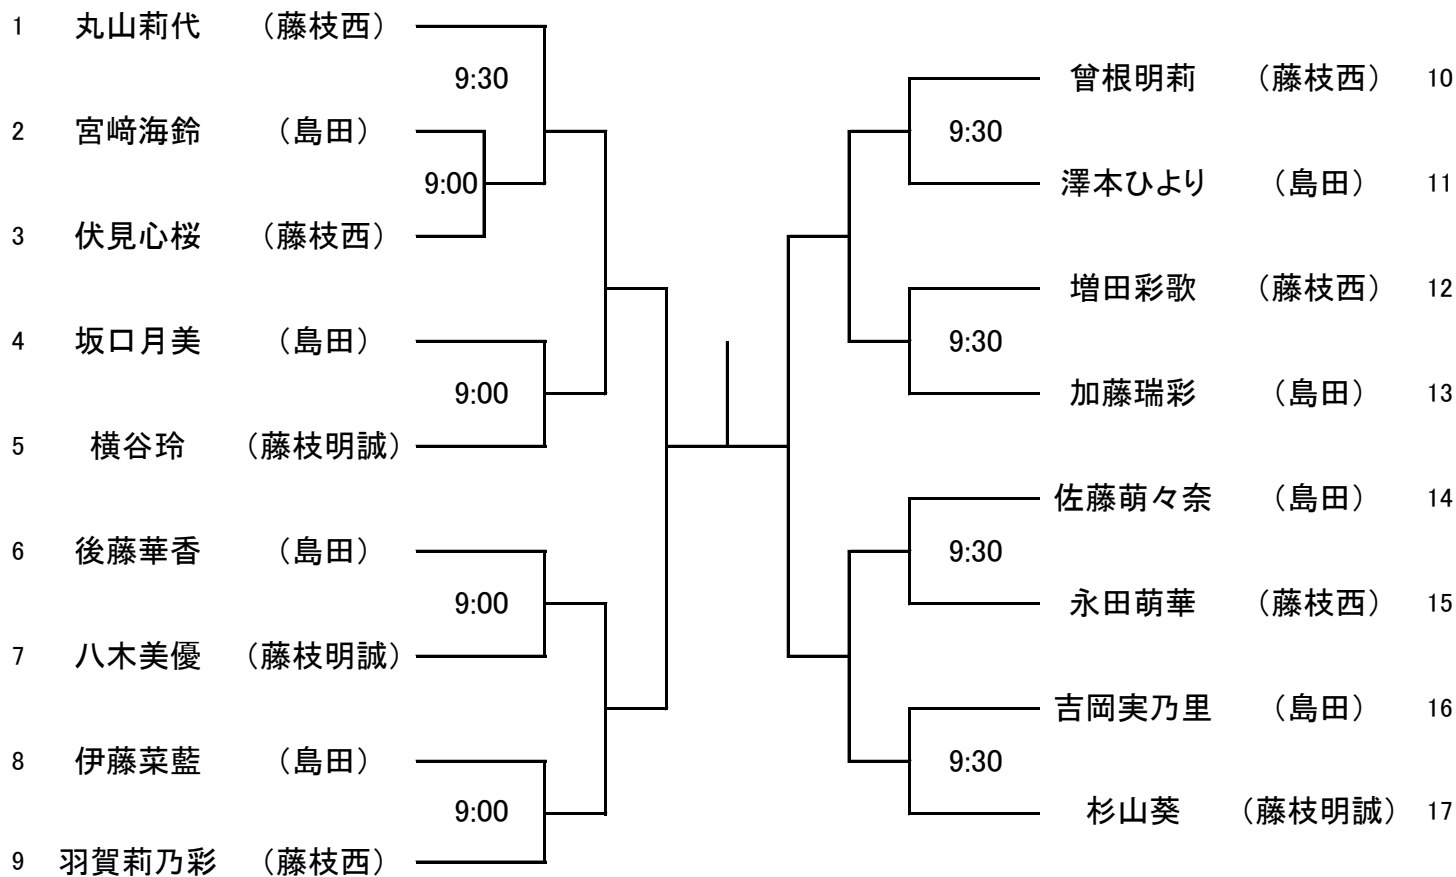 1 丸山莉代 （藤枝西）
9:30
2 宮﨑海鈴 （島田）
9:00
3 伏見心桜 （藤枝西）
4 坂口月美 （島田）
9:00
5 横谷玲 （藤枝明誠）
6 後藤華香 （島田）
9:00
7 八木美優 （藤枝明誠）
8 伊藤菜藍 （島田）
9:00
9 羽賀莉乃彩 （藤枝西）
曾根明莉 （藤枝西） 10
9:30
澤本ひより （島田） 11
増田彩歌 （藤枝西） 12
9:30
加藤瑞彩 （島田） 13
佐藤萌々奈 （島田） 14
9:30
永田萌華 （藤枝西） 15
吉岡実乃里 （島田） 16
9:30
杉山葵 （藤枝明誠） 17